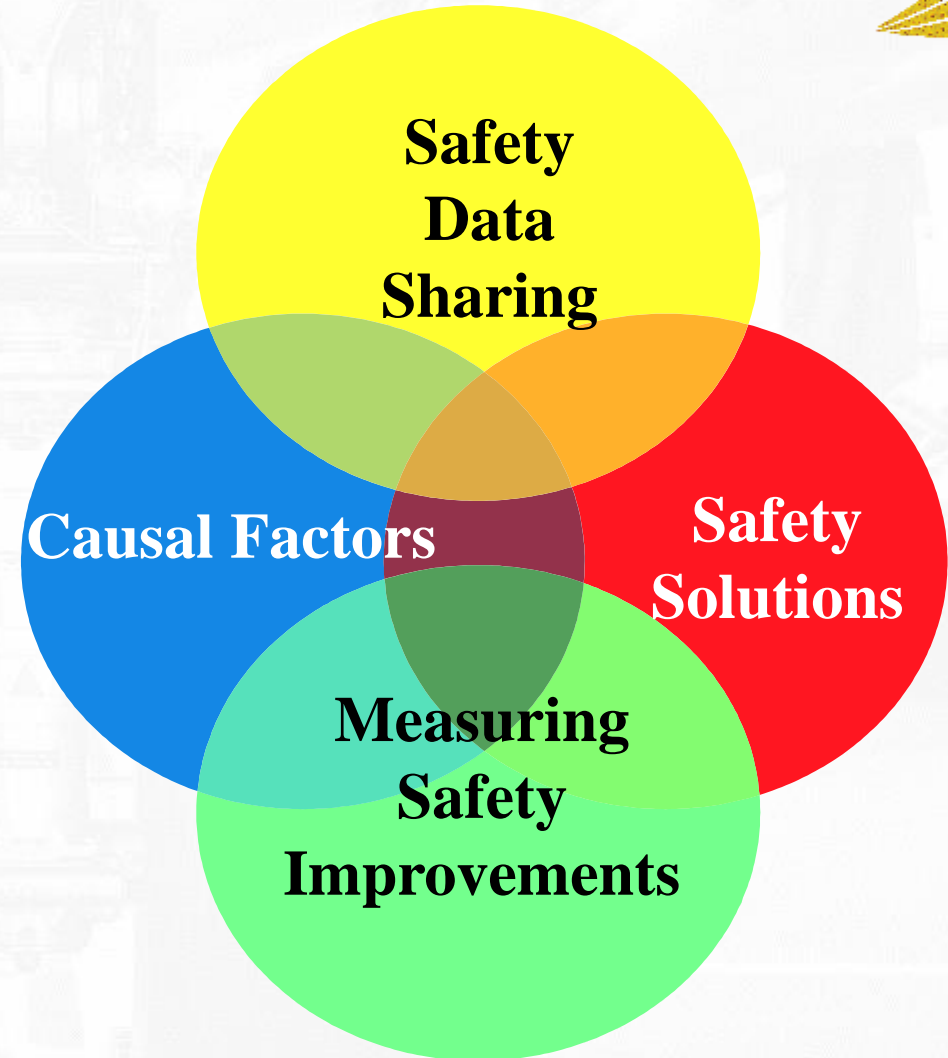 Safety
Data
Sharing
Causal Factors
Safety
Solutions
Measuring
Safety
Improvements